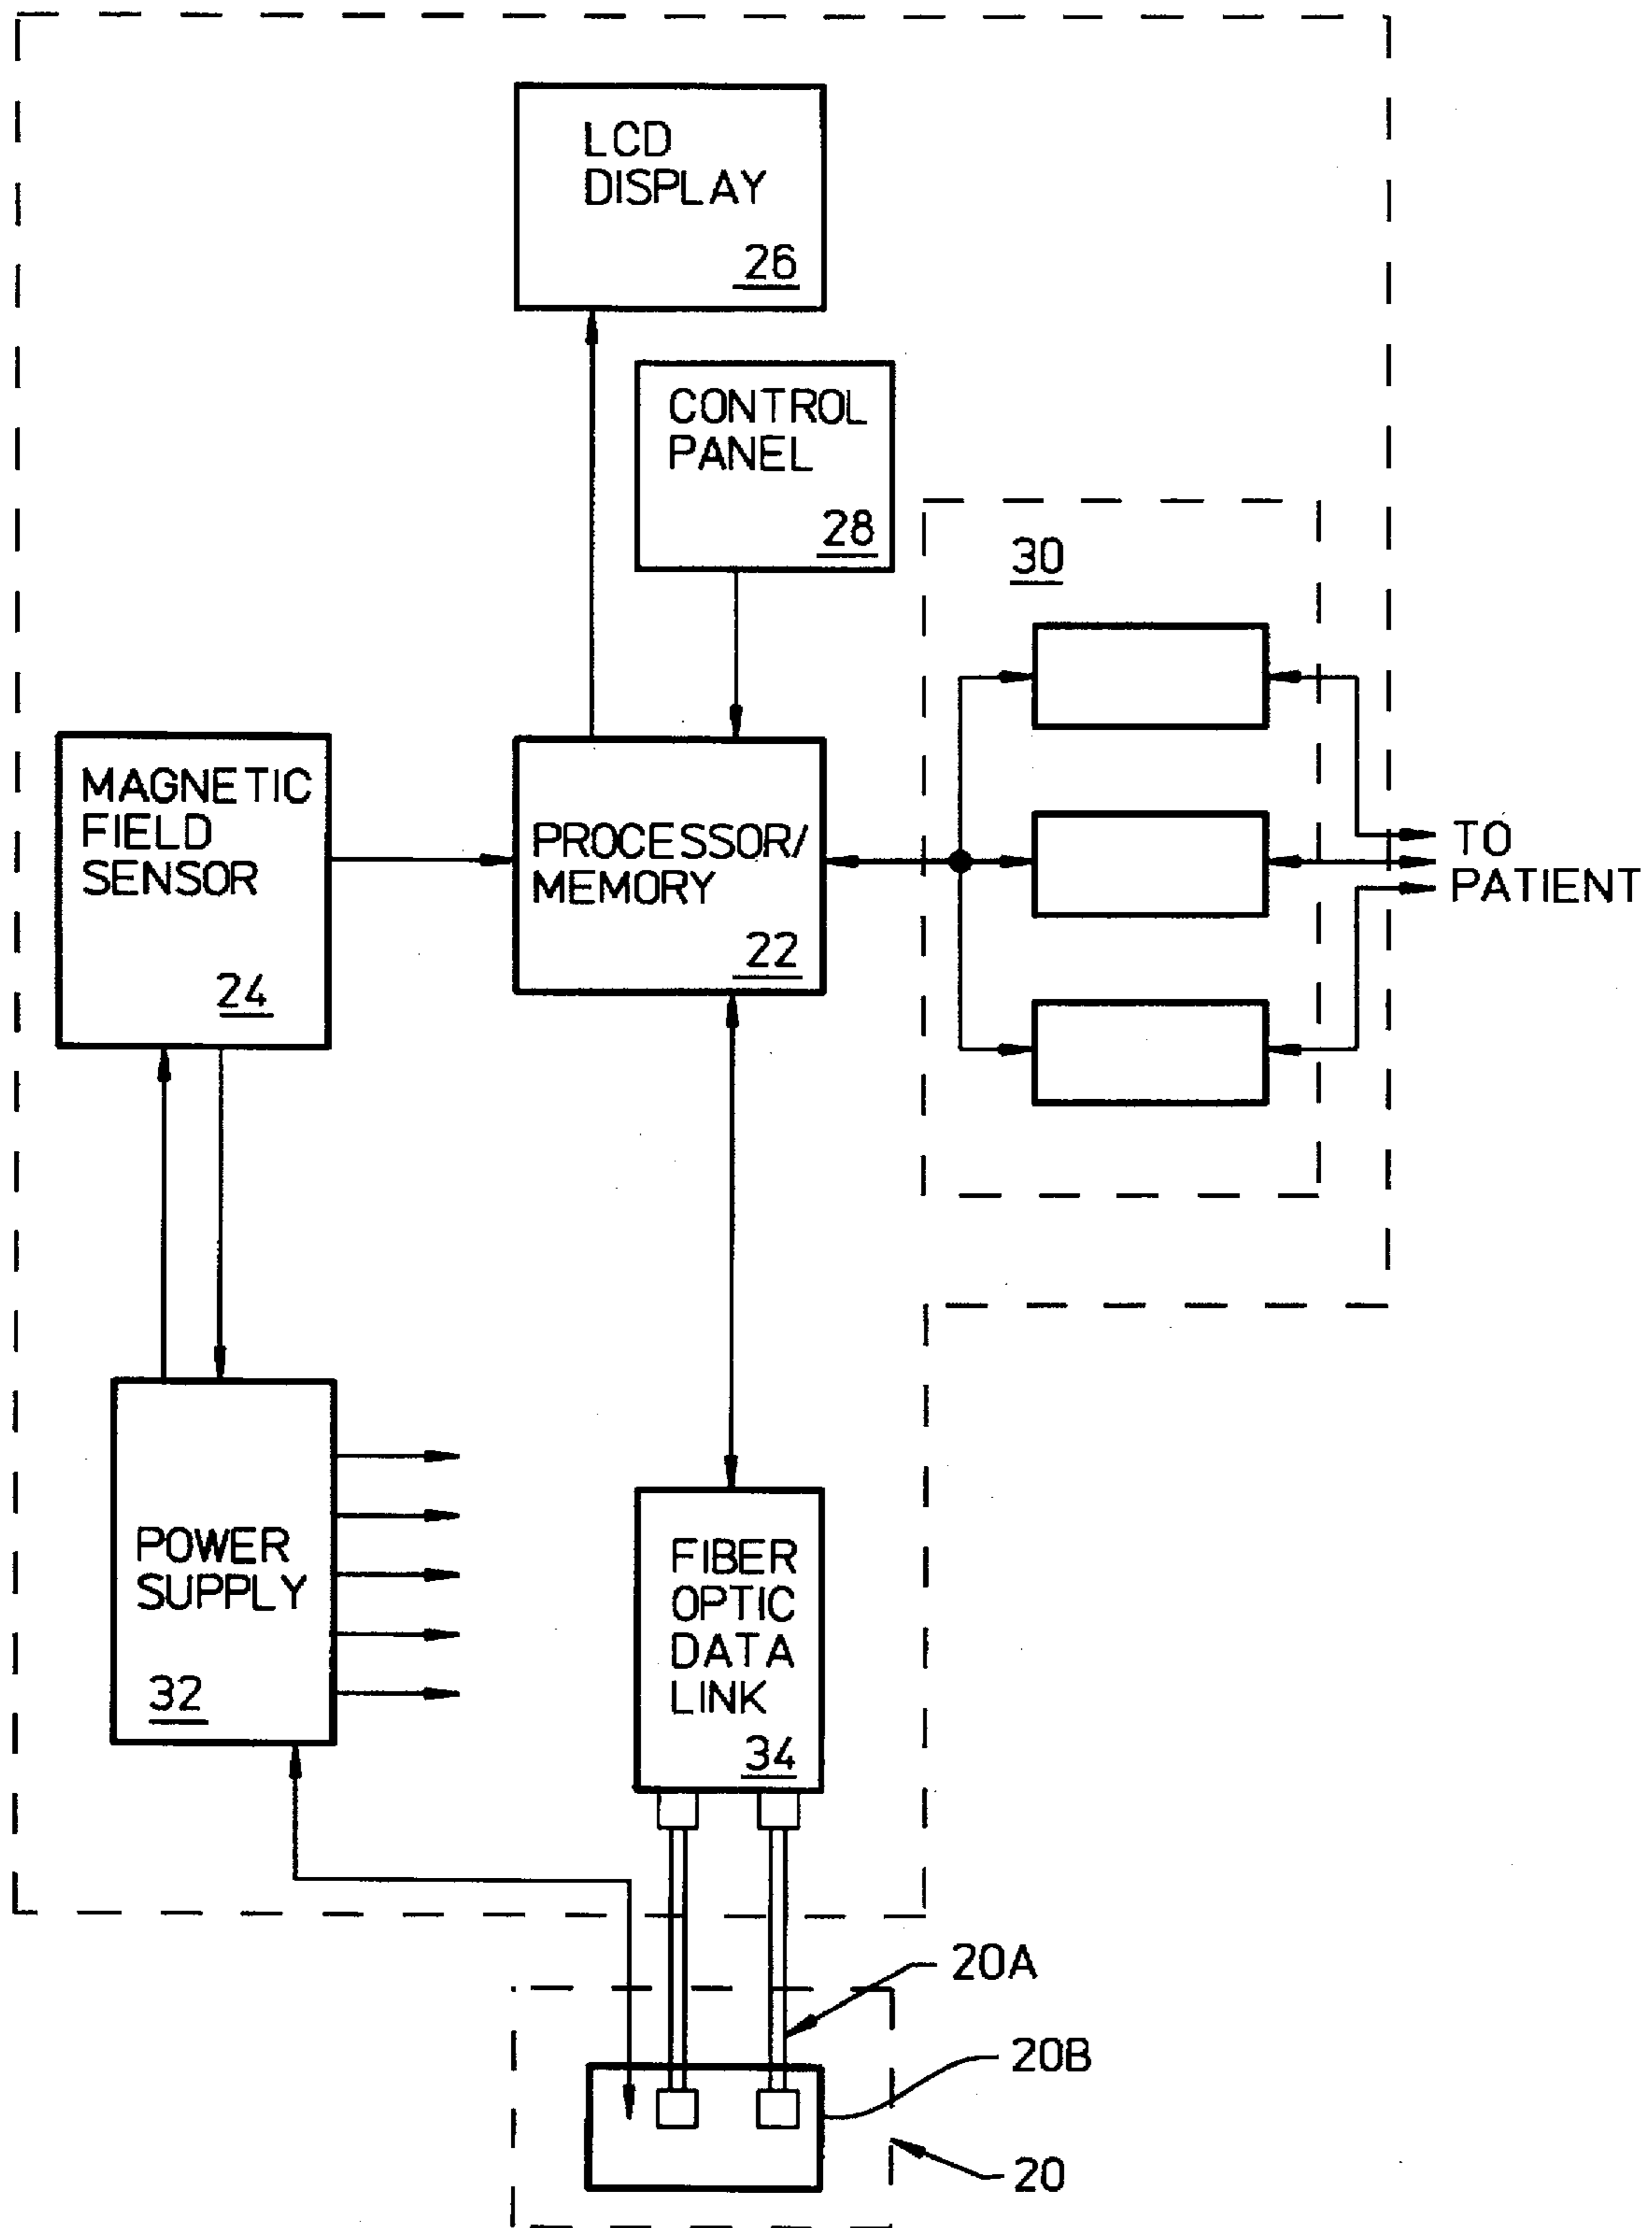 LCD
DISPLAY
26
CONTROL
PANEL
28
30
MAGNETIC
FIELD
SENSOR
24
PROCESSOR/
MEMORY
22
TO
PATIENT
POWER
SUPPLY
32
FIBER
OPTIC
DATA
LINK
34
20A
20B
20